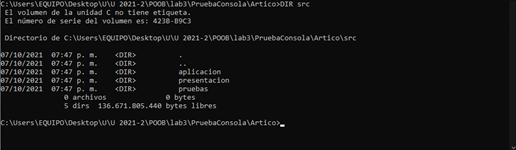 C:\Users\EQUIPO\Desktop\U\U 2021-2\POOB\lab3\PruebaConsola\Artico>DIR src
El volumen de la unidad C no tiene etiqueta.
El número de serie del volumen es: 423B-B9C3
Directorio de C:\Users\EQUIPO\Desktop\U\U 2021-2\POOB\lab3\PruebaConsola\Artico\src
07/10/2021 07:47 p. m. <DIR> .
07/10/2021 07:47 p. m. <DIR> ..
07/10/2021 07:47 p. m. <DIR> aplicacion
07/10/2021 07:47 p. m. <DIR> presentacion
07/10/2021 07:47 p. m. <DIR> pruebas
0 archivos 0 bytes
5 dirs 136.671.805.440 bytes libres
C:\Users\EQUIPO\Desktop\U\U 2021-2\POOB\lab3\PruebaConsola\Artico>